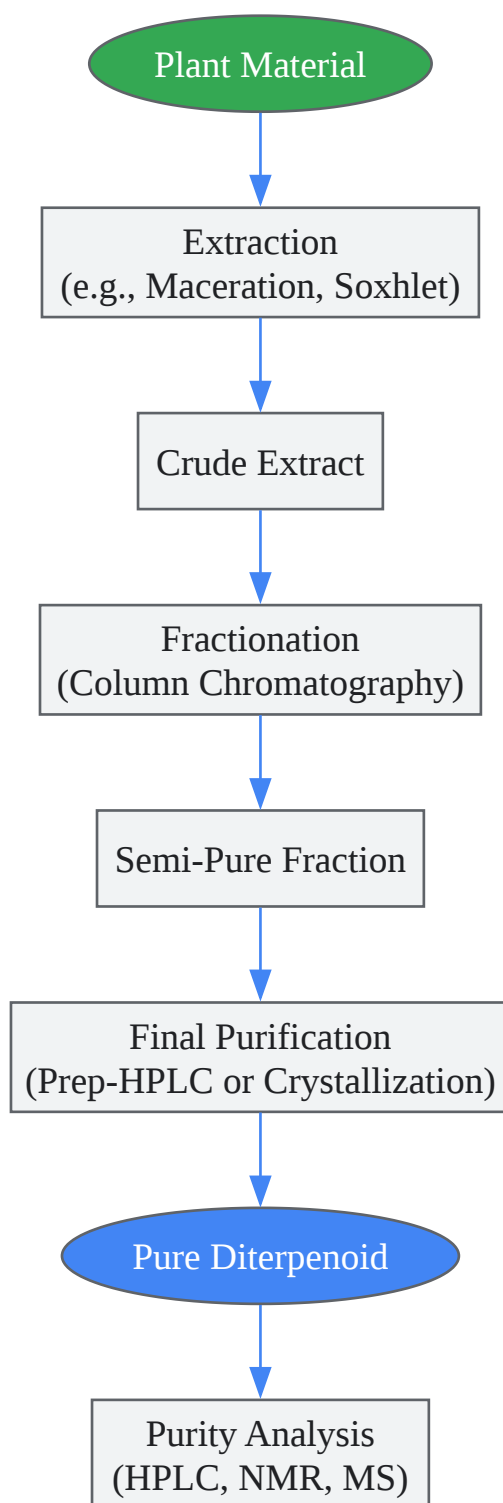 Plant Material
Extraction
(e.g., Maceration, Soxhlet)
Crude Extract
Fractionation
(Column Chromatography)
Semi-Pure Fraction
Final Purification
(Prep-HPLC or Crystallization)
Pure Diterpenoid
Purity Analysis
(HPLC, NMR, MS)